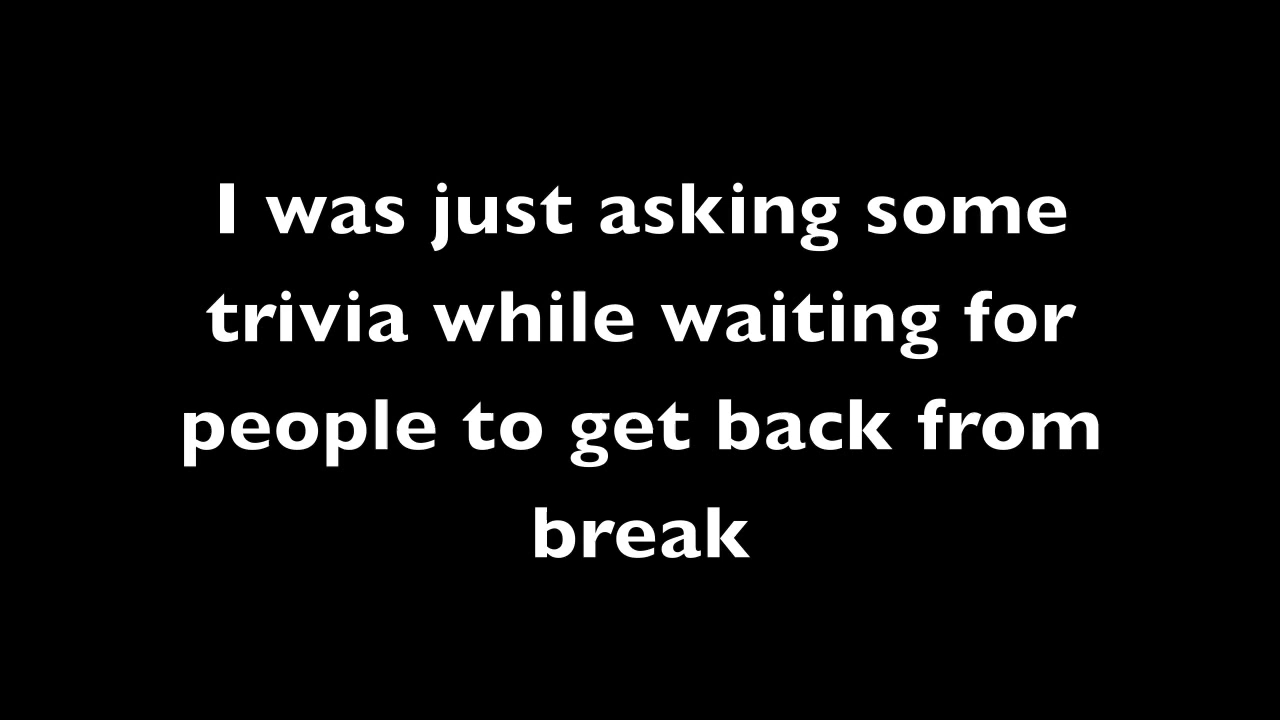 I was just asking some
trivia while waiting for
people to get back from
break